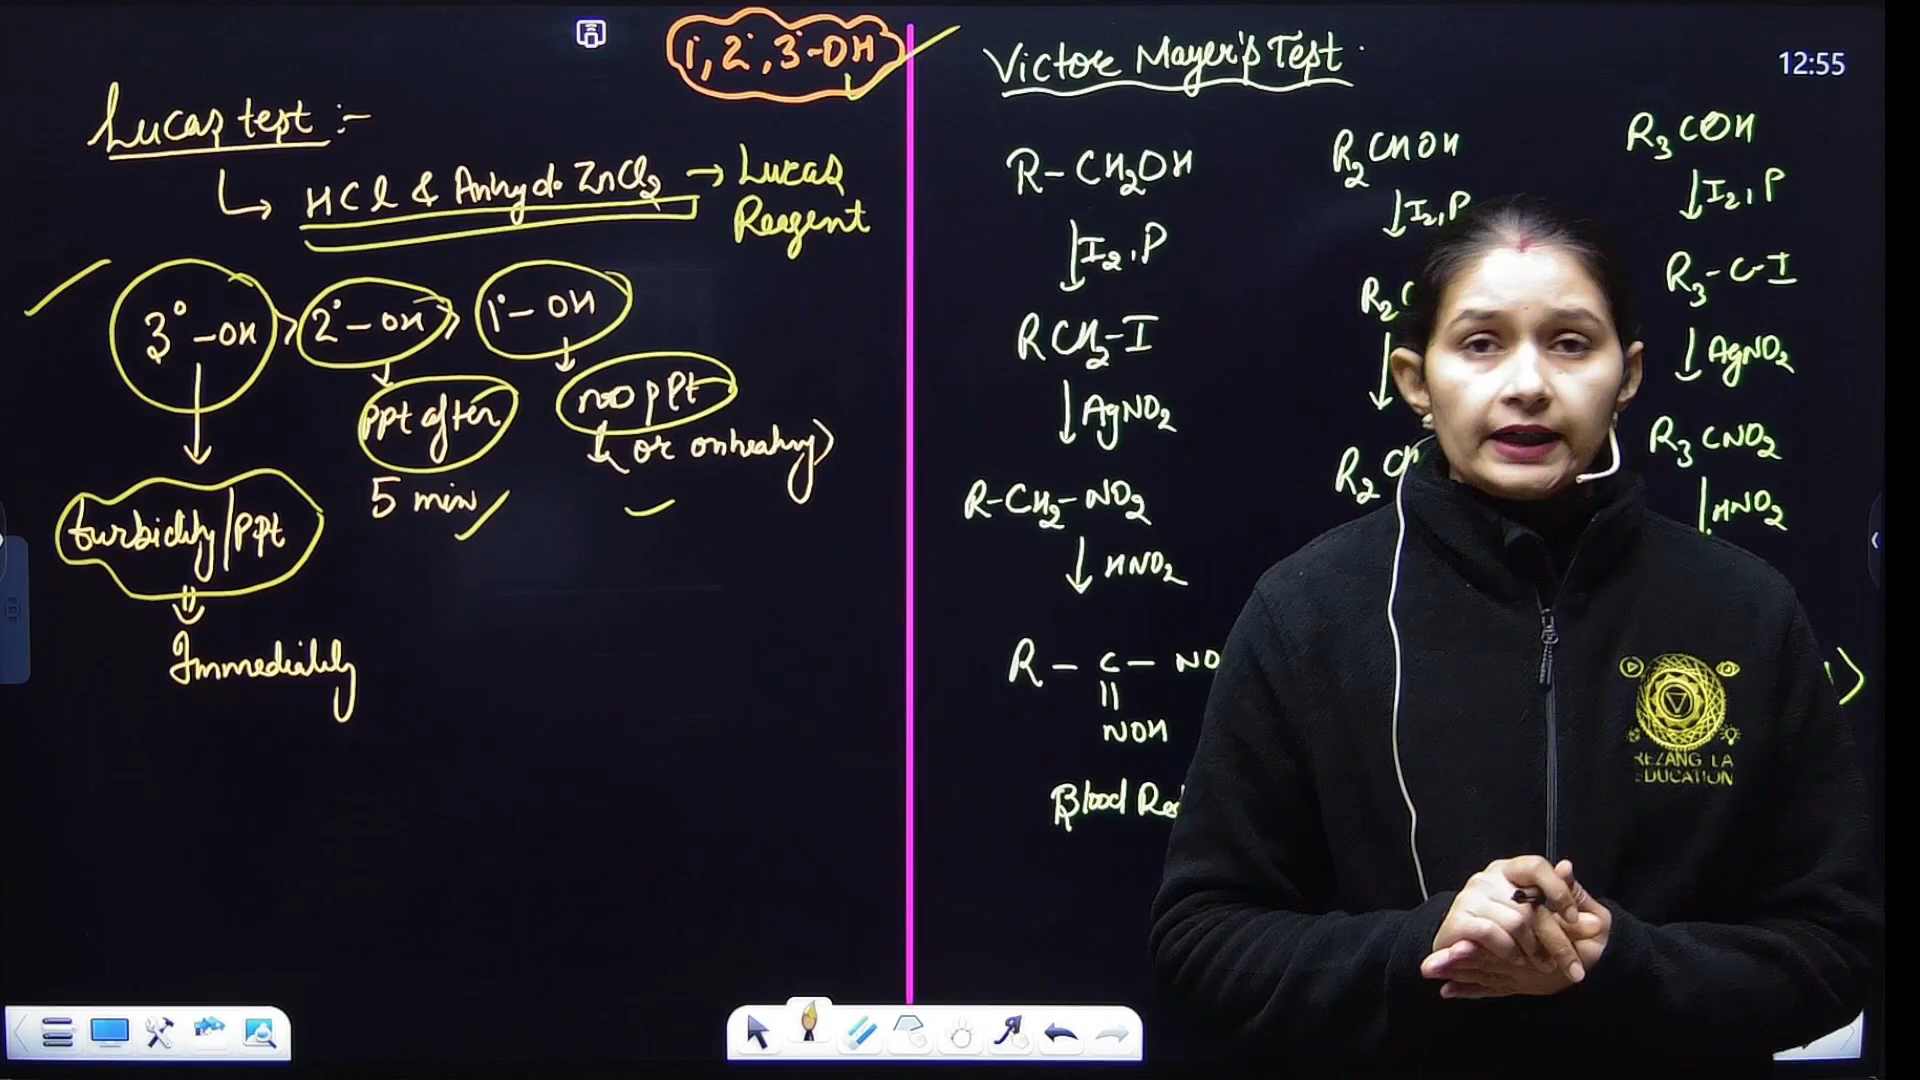 1°, 2°, 3°-OH
Lucas test :-
HCl & Anhyd. ZnCl2 → Lucas
Reagent
3°-OH > 2°-OH > 1°-OH
ppt after
5 min
no ppt
(or onheating)
turbidity/ppt
Victor Mayer's Test
12:55
R-CH2OH
↓ I2, P
RCH2-I
↓ AgNO2
R-CH2-NO2
↓ HNO2
R - C - NO
||
NOH
Blood Red
R2CHOH
↓ I2, P
R2C
↓
R2C
R3COH
↓ I2, P
R3-C-I
↓ AgNO2
R3CNO2
HNO2
REZANG LA
EDUCATION